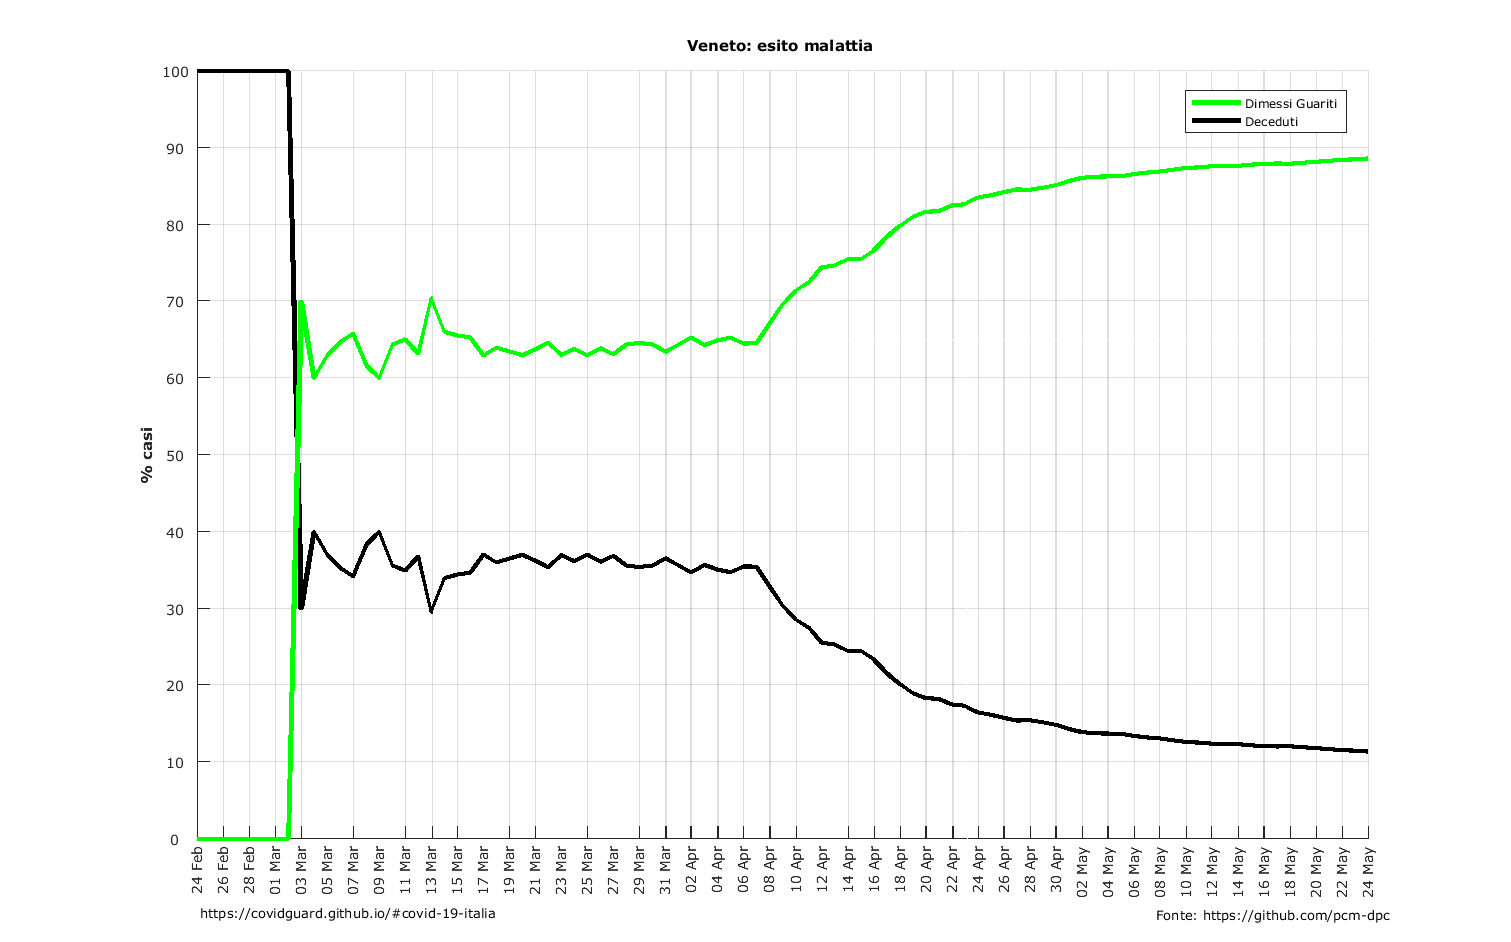 Veneto: esito malattia
Dimessi Guariti
Deceduti
% casi
100
90
80
70
60
50
40
30
20
10
0
24 Feb
26 Feb
28 Feb
01 Mar
03 Mar
05 Mar
07 Mar
09 Mar
11 Mar
13 Mar
15 Mar
17 Mar
19 Mar
21 Mar
23 Mar
25 Mar
27 Mar
29 Mar
31 Mar
02 Apr
04 Apr
06 Apr
08 Apr
10 Apr
12 Apr
14 Apr
16 Apr
18 Apr
20 Apr
22 Apr
24 Apr
26 Apr
28 Apr
30 Apr
02 May
04 May
06 May
08 May
10 May
12 May
14 May
16 May
18 May
20 May
22 May
24 May
https://covidguard.github.io/#covid-19-italia
Fonte: https://github.com/pcm-dpc